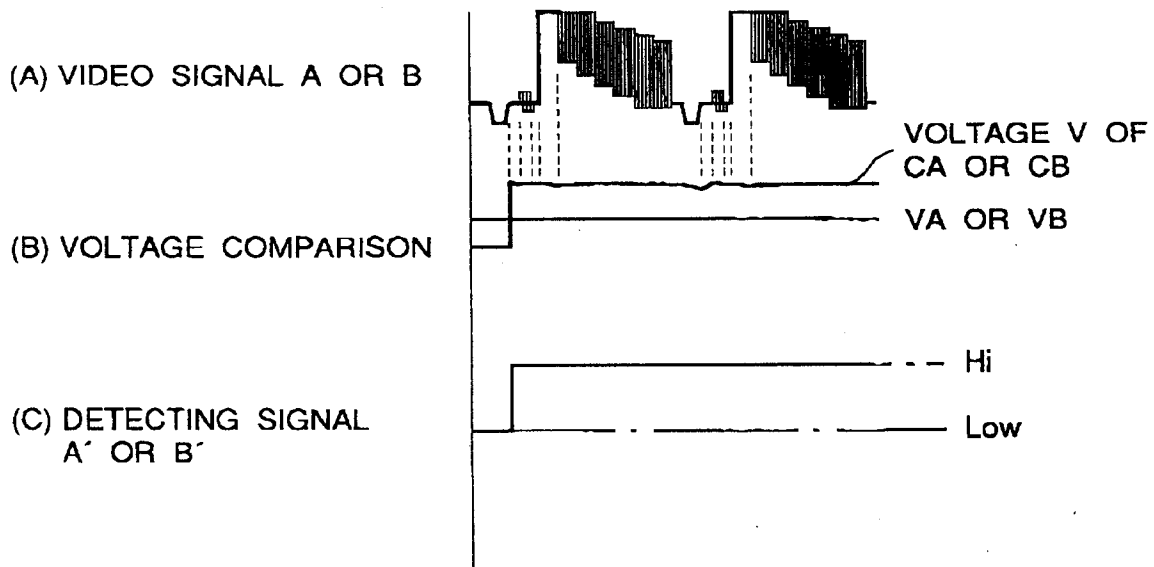 (A) VIDEO SIGNAL A OR B
VOLTAGE V OF
CA OR CB
VA OR VB
(B) VOLTAGE COMPARISON
Hi
(C) DETECTING SIGNAL
A´ OR B´
Low